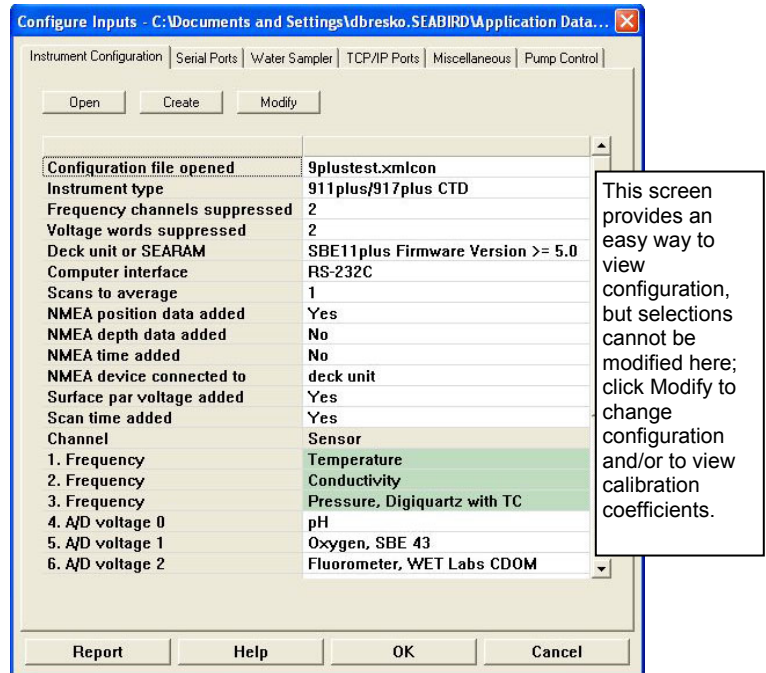 Configure Inputs - C:\Documents and Settings\dbresko.SEABIRD\Application Data...
Instrument Configuration Serial Ports Water Sampler TCP/IP Ports Miscellaneous Pump Control
Open Create Modify
Configuration file opened 9plustest.xmlcon
Instrument type 911plus/917plus CTD
Frequency channels suppressed 2
Voltage words suppressed 2
Deck unit or SEARAM SBE11plus Firmware Version >= 5.0
Computer interface RS-232C
Scans to average 1
NMEA position data added Yes
NMEA depth data added No
NMEA time added No
NMEA device connected to deck unit
Surface par voltage added Yes
Scan time added Yes
Channel Sensor
1. Frequency Temperature
2. Frequency Conductivity
3. Frequency Pressure, Digiquartz with TC
4. A/D voltage 0 pH
5. A/D voltage 1 Oxygen, SBE 43
6. A/D voltage 2 Fluorometer, WET Labs CDOM
Report Help OK Cancel
This screen
provides an
easy way to
view
configuration,
but selections
cannot be
modified here;
click Modify to
change
configuration
and/or to view
calibration
coefficients.